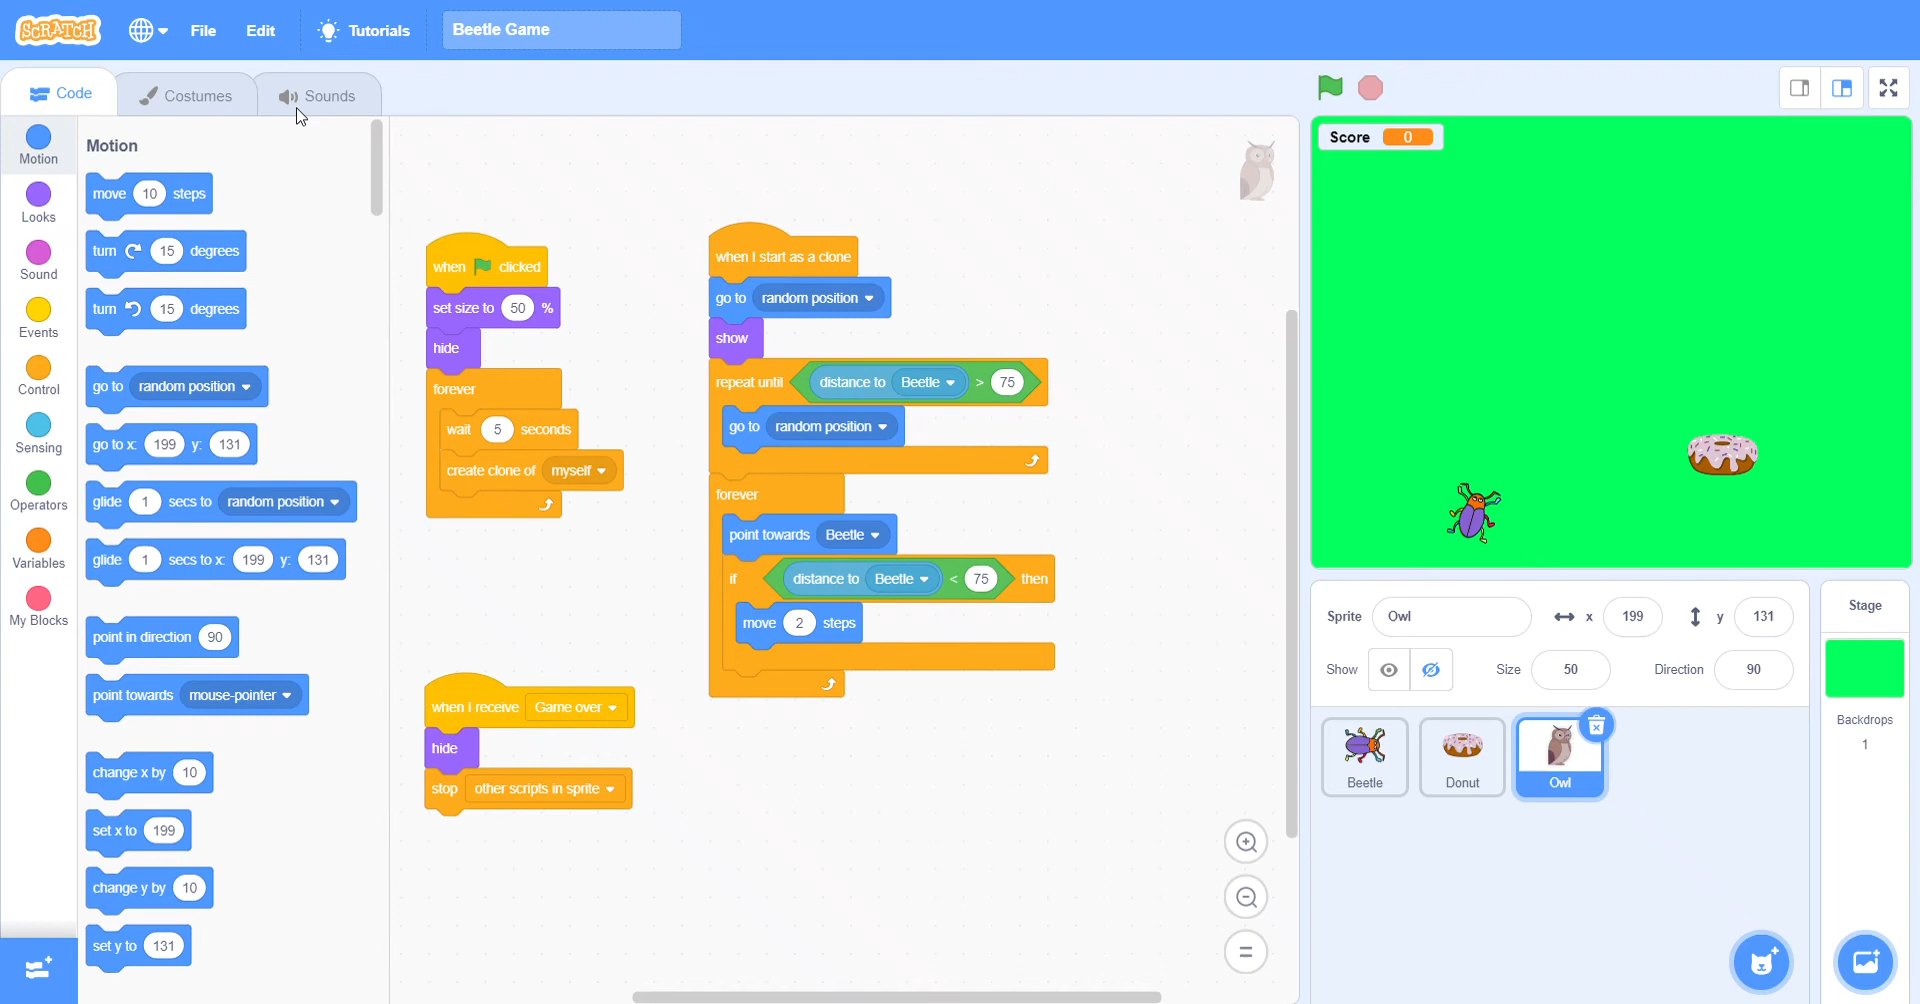 SCRATCH
File
Edit
Tutorials
Beetle Game
Code
Costumes
Sounds
Motion
Looks
Sound
Events
Control
Sensing
Operators
Variables
My Blocks
Motion
move 10 steps
turn 15 degrees
turn 15 degrees
go to random position
go to x: 199 y: 131
glide 1 secs to random position
glide 1 secs to x: 199 y: 131
point in direction 90
point towards mouse-pointer
change x by 10
set x to 199
change y by 10
set y to 131
when clicked
set size to 50 %
hide
forever
wait 5 seconds
create clone of myself
when I receive Game over
hide
stop other scripts in sprite
when I start as a clone
go to random position
show
repeat until distance to Beetle > 75
go to random position
forever
point towards Beetle
if distance to Beetle < 75 then
move 2 steps
Score 0
Sprite Owl x 199 y 131
Show Size 50 Direction 90
Beetle
Donut
Owl
Stage
Backdrops
1